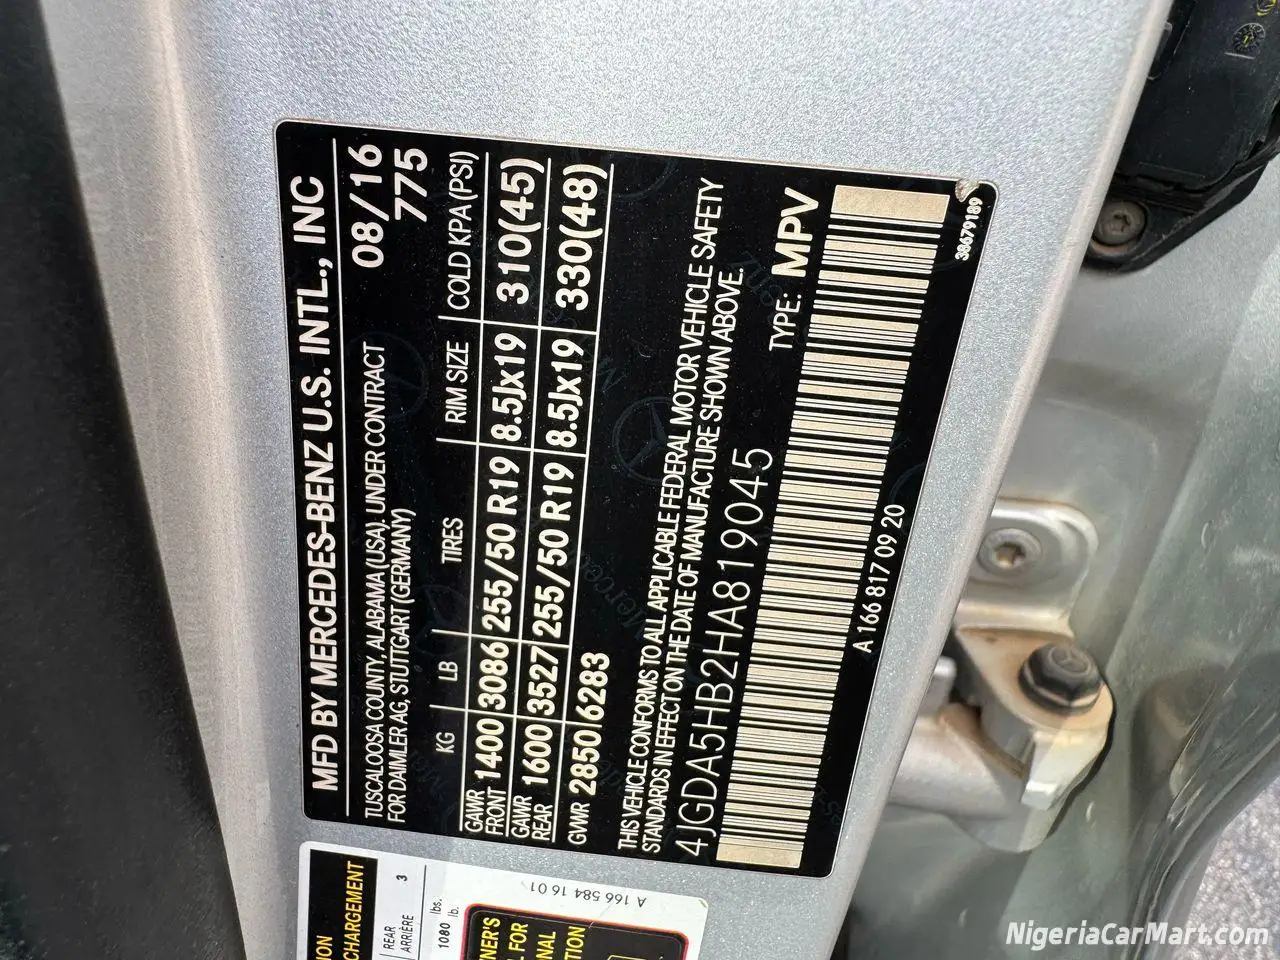 MFD BY MERCEDES-BENZ U.S. INTL., INC
TUSCALOOSA COUNTY, ALABAMA (USA), UNDER CONTRACT 08/16
FOR DAIMLER AG, STUTTGART (GERMANY) 775
KG LB TIRES RIM SIZE COLD KPA (PSI)
GAWR FRONT 1400 3086 255/50 R19 8.5Jx19 310(45)
GAWR REAR 1600 3527 255/50 R19 8.5Jx19 330(48)
GVWR 2850 6283
THIS VEHICLE CONFORMS TO ALL APPLICABLE FEDERAL MOTOR VEHICLE SAFETY
STANDARDS IN EFFECT ON THE DATE OF MANUFACTURE SHOWN ABOVE.
4JGDA5HB2HA819045 TYPE: MPV
A 166 817 09 20
38679189
CHARGEMENT
REAR
ARRIÈRE
3
1080 lbs.
lb.
A 166 584 16 01
NigeriaCarMart.com